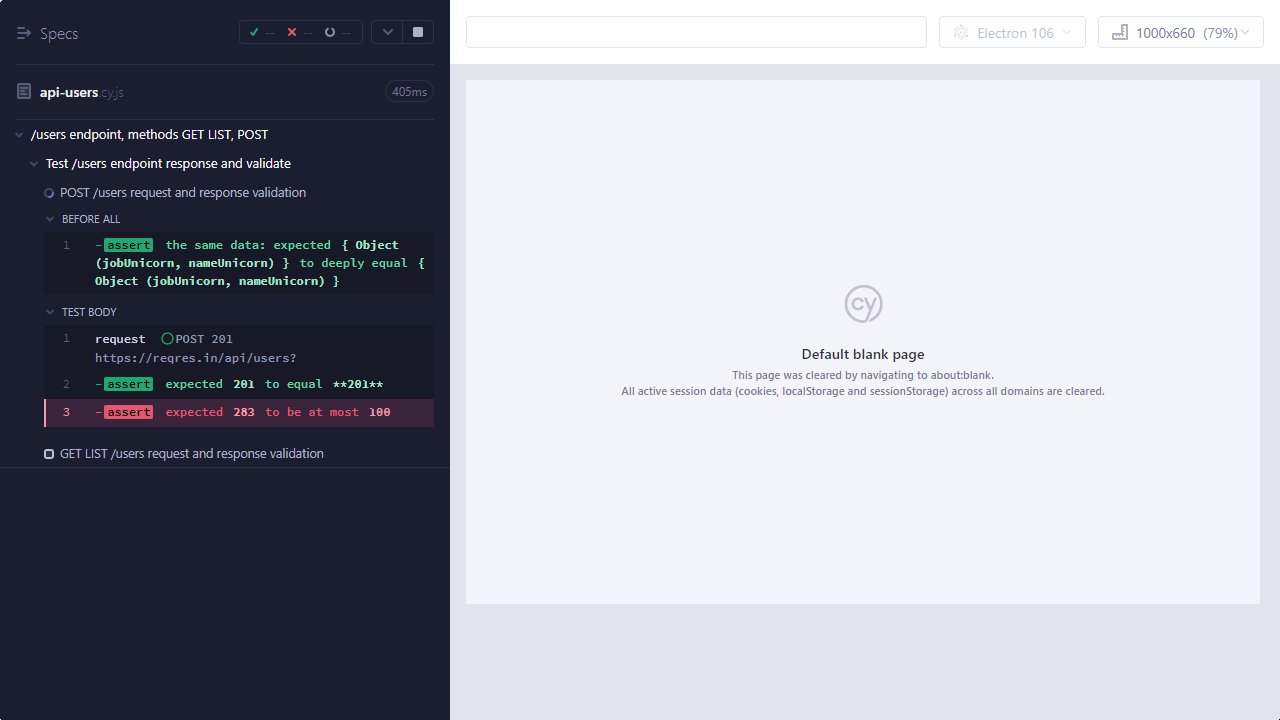 Specs
--
--
--
Electron 106
1000x660 (79%)
api-users.cy.js
405ms
/users endpoint, methods GET LIST, POST
Test /users endpoint response and validate
POST /users request and response validation
BEFORE ALL
1 -assert the same data: expected { Object
(jobUnicorn, nameUnicorn) } to deeply equal {
Object (jobUnicorn, nameUnicorn) }
TEST BODY
1 request POST 201
https://reqres.in/api/users?
2 -assert expected 201 to equal **201**
3 -assert expected 283 to be at most 100
GET LIST /users request and response validation
cy
Default blank page
This page was cleared by navigating to about:blank.
All active session data (cookies, localStorage and sessionStorage) across all domains are cleared.